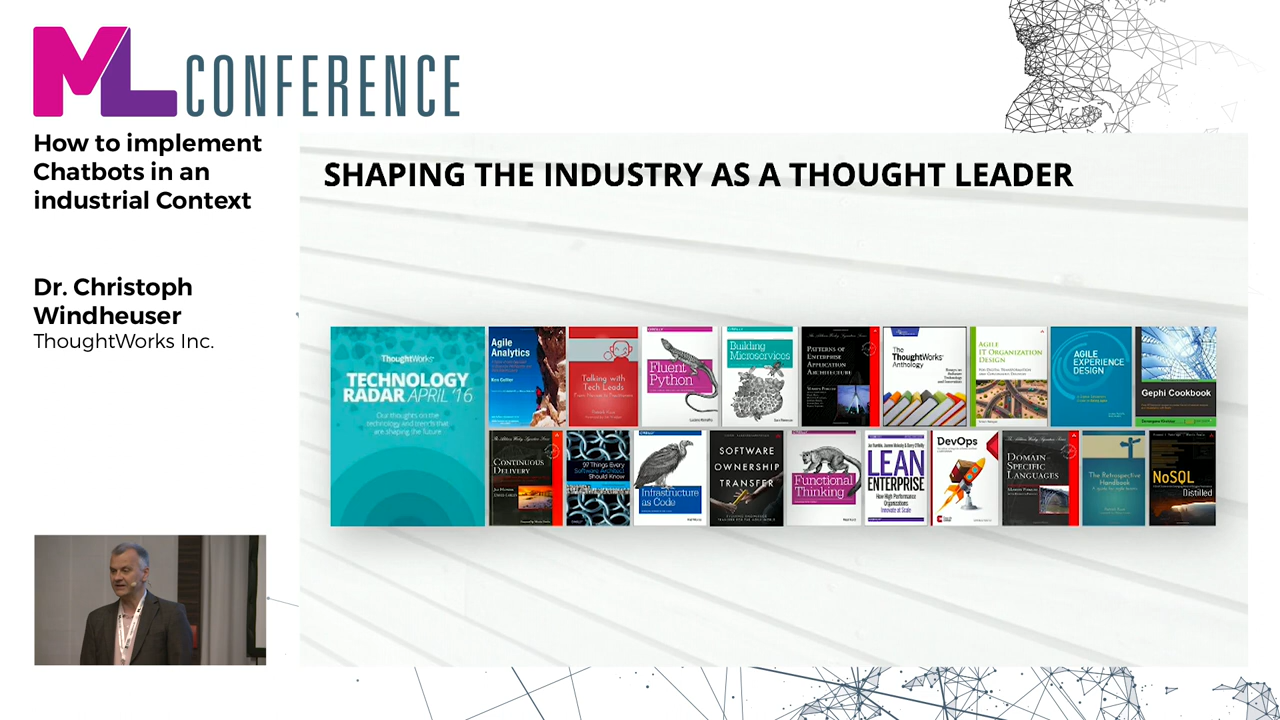 ML CONFERENCE
How to implement
Chatbots in an
industrial Context
Dr. Christoph
Windheuser
ThoughtWorks Inc.
SHAPING THE INDUSTRY AS A THOUGHT LEADER
ThoughtWorks
TECHNOLOGY
RADAR APRIL '16
Our thoughts on the
technology and trends that
are shaping the future
Agile
Analytics
Ken Collier
Talking with
Tech Leads
Fluent
Python
Building
Microservices
PATTERNS OF
ENTERPRISE
APPLICATION
ARCHITECTURE
MARTIN FOWLER
The
ThoughtWorks
Anthology
AGILE
IT ORGANIZATION
DESIGN
AGILE
EXPERIENCE
DESIGN
Gephi Cookbook
CONTINUOUS
DELIVERY
97 Things Every
Software Architect
Should Know
Infrastructure
as Code
SOFTWARE
OWNERSHIP
TRANSFER
Functional
Thinking
LEAN
ENTERPRISE
How High Performance
Organizations
Innovate at Scale
DevOps
DOMAIN
SPECIFIC
LANGUAGES
The Retrospective
Handbook
NoSQL
Distilled